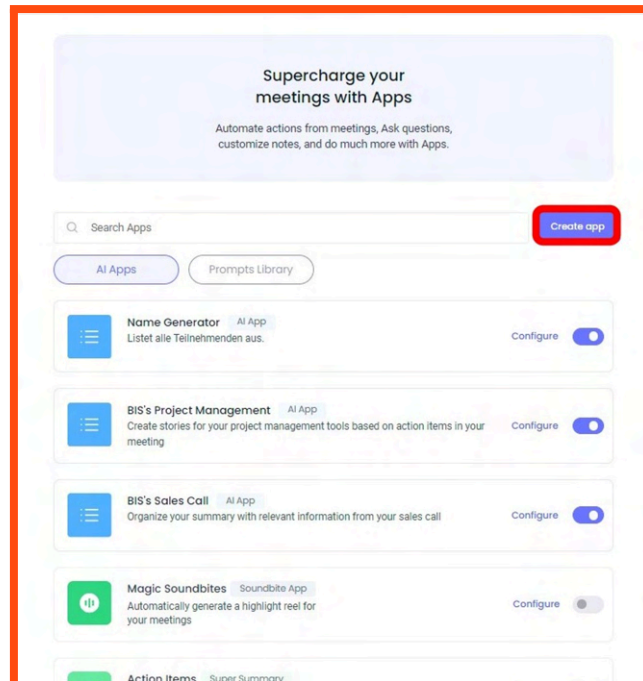 Supercharge your
meetings with Apps
Automate actions from meetings, Ask questions,
customize notes, and do much more with Apps.
Search Apps
Create app
AI Apps
Prompts Library
Name Generator AI App
Listet alle Teilnehmenden aus.
Configure
BIS's Project Management AI App
Create stories for your project management tools based on action items in your
meeting
Configure
BIS's Sales Call AI App
Organize your summary with relevant information from your sales call
Configure
Magic Soundbites Soundbite App
Automatically generate a highlight reel for
your meetings
Configure
Action Items Super Summary